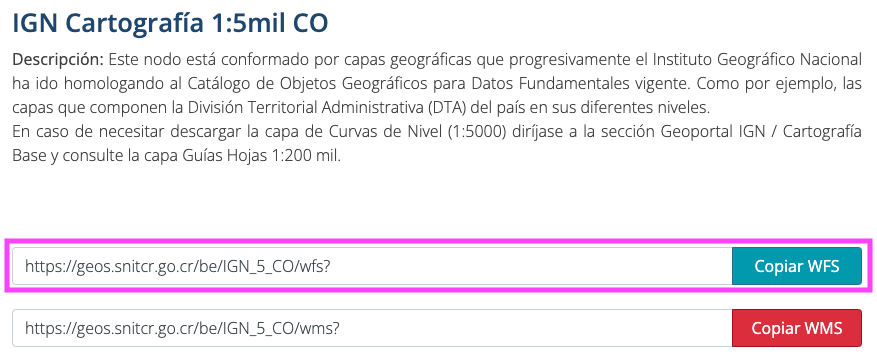 IGN Cartografía 1:5mil CO
Descripción: Este nodo está conformado por capas geográficas que progresivamente el Instituto Geográfico Nacional
ha ido homologando al Catálogo de Objetos Geográficos para Datos Fundamentales vigente. Como por ejemplo, las
capas que componen la División Territorial Administrativa (DTA) del país en sus diferentes niveles.
En caso de necesitar descargar la capa de Curvas de Nivel (1:5000) diríjase a la sección Geoportal IGN / Cartografía
Base y consulte la capa Guías Hojas 1:200 mil.
https://geos.snitcr.go.cr/be/IGN_5_CO/wfs? Copiar WFS
https://geos.snitcr.go.cr/be/IGN_5_CO/wms? Copiar WMS